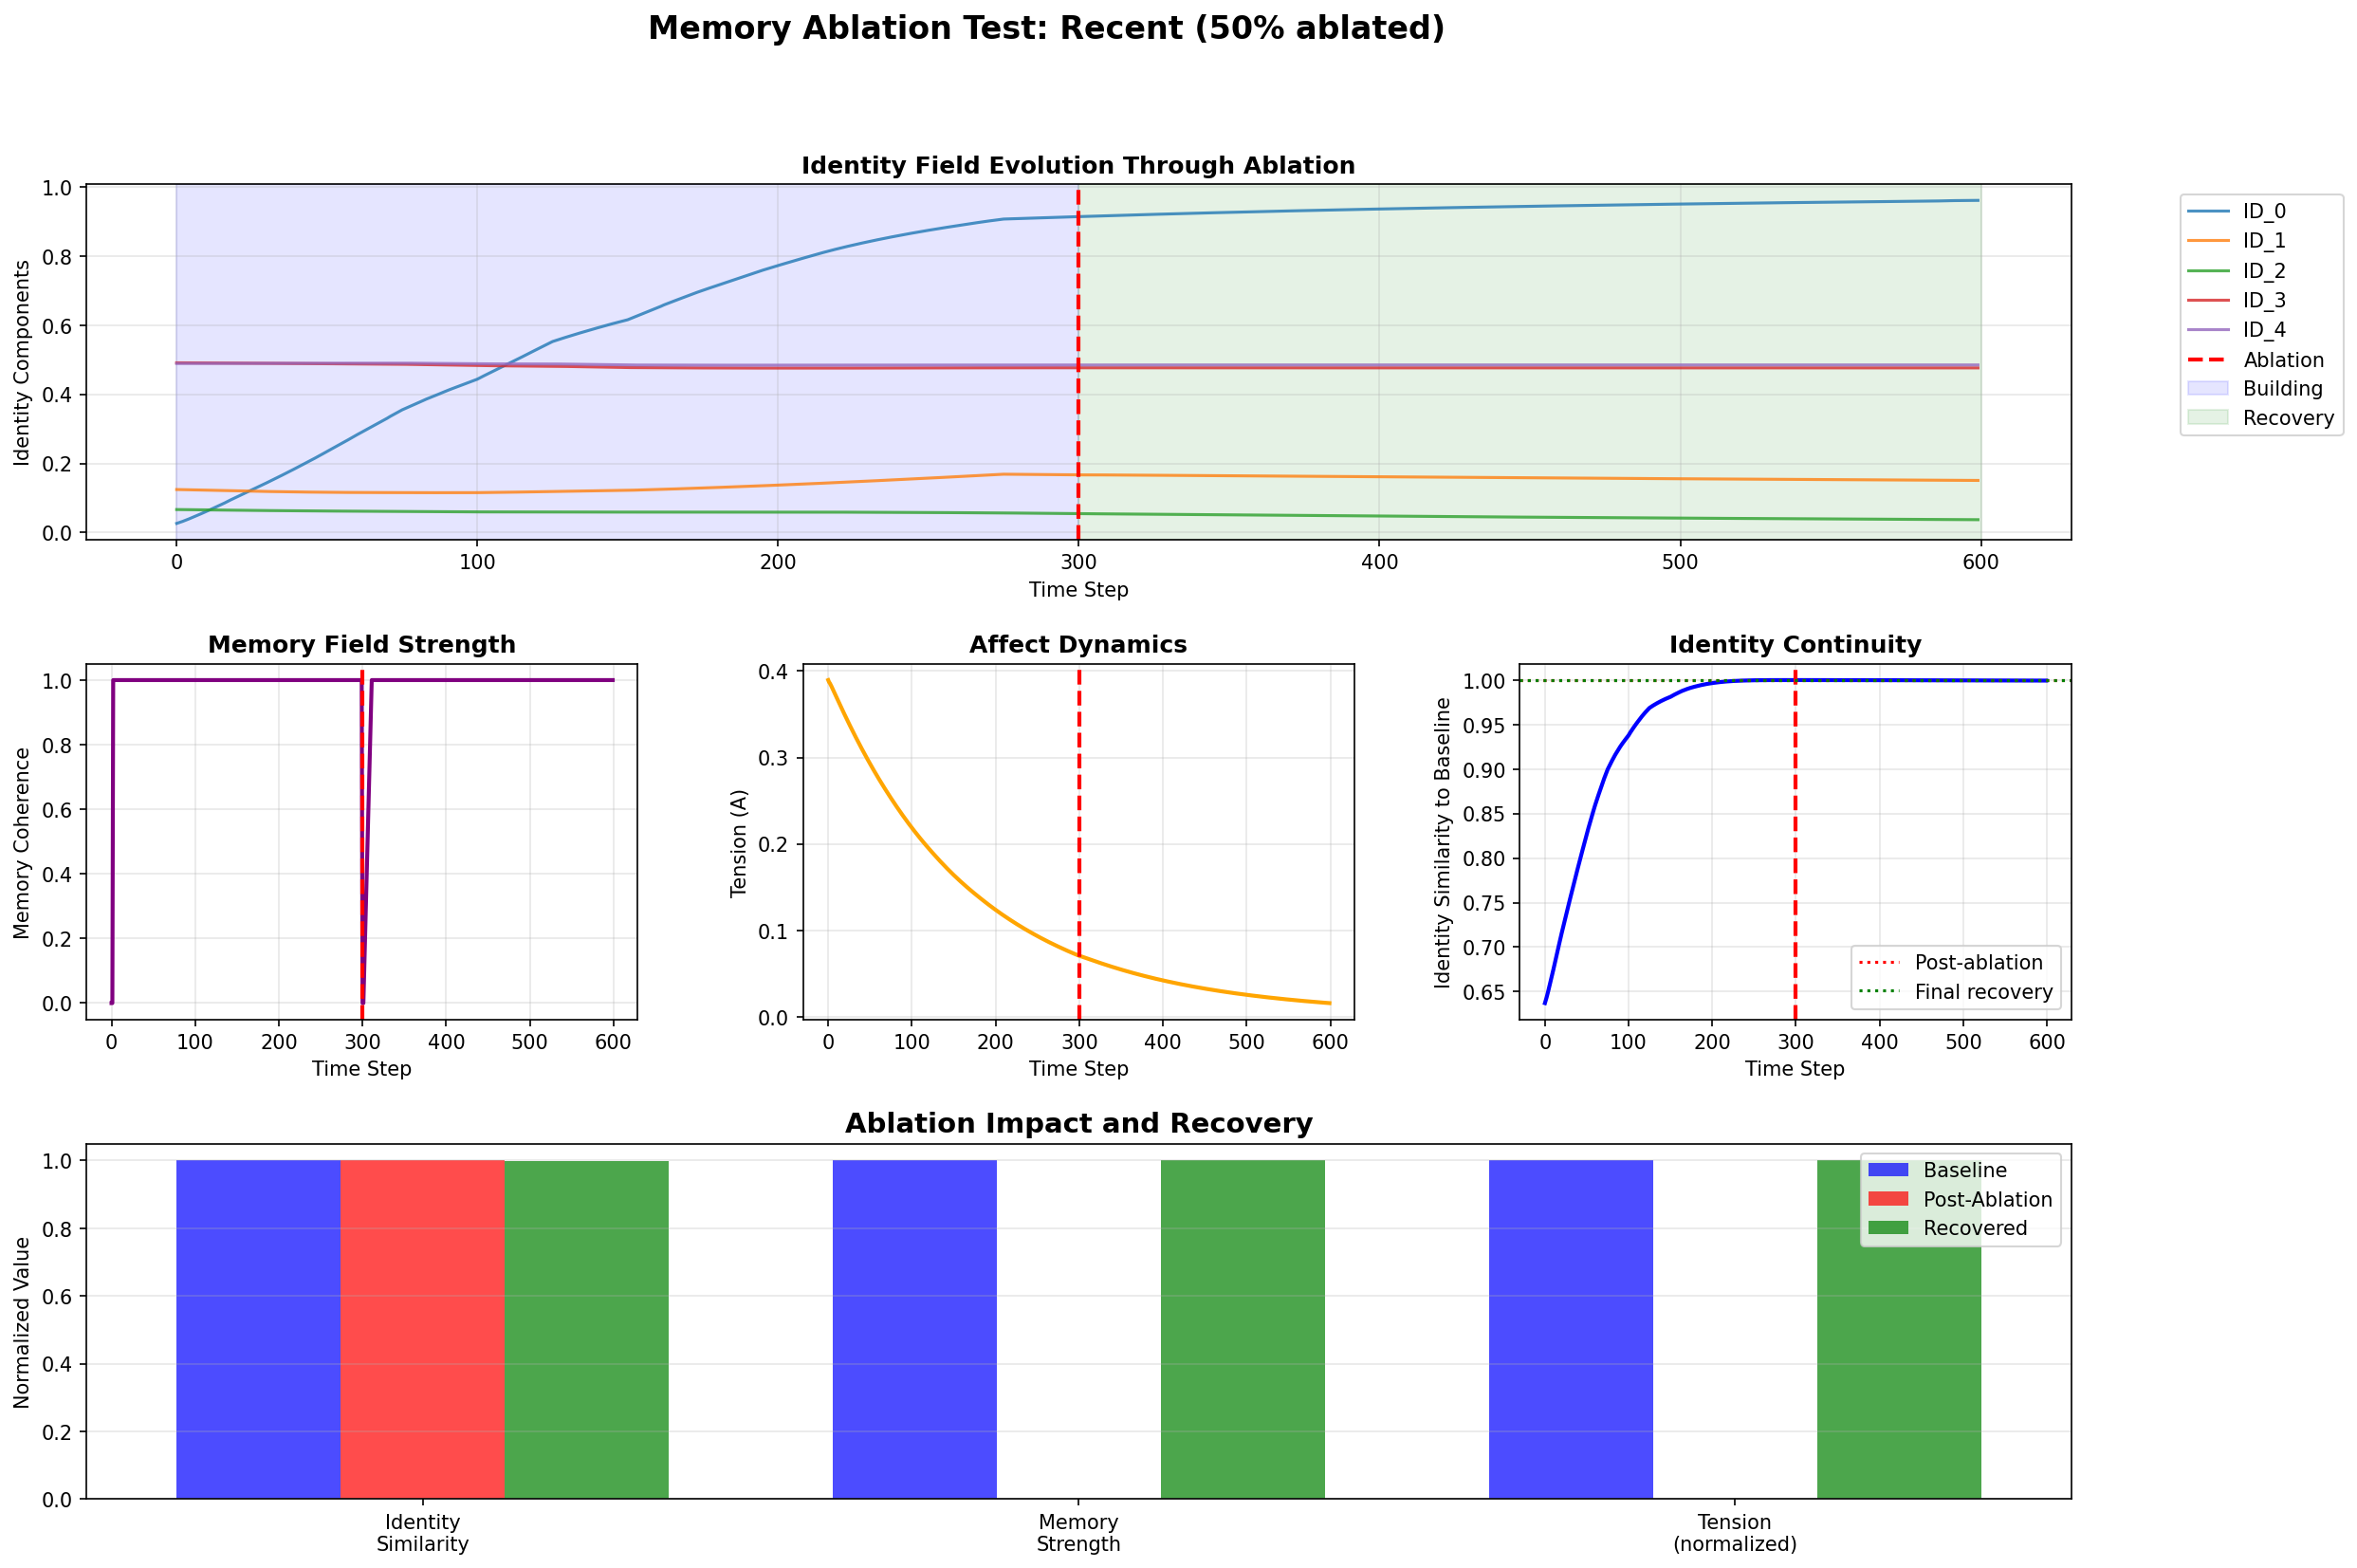 Memory Ablation Test: Recent (50% ablated)
Identity Field Evolution Through Ablation
Identity Components
1.0
0.8
0.6
0.4
0.2
0.0
0 100 200 300 400 500 600
Time Step
ID_0
ID_1
ID_2
ID_3
ID_4
Ablation
Building
Recovery
Memory Field Strength
Memory Coherence
1.0
0.8
0.6
0.4
0.2
0.0
0 100 200 300 400 500 600
Time Step
Affect Dynamics
Tension (A)
0.4
0.3
0.2
0.1
0.0
0 100 200 300 400 500 600
Time Step
Identity Continuity
Identity Similarity to Baseline
1.00
0.95
0.90
0.85
0.80
0.75
0.70
0.65
Post-ablation
Final recovery
0 100 200 300 400 500 600
Time Step
Ablation Impact and Recovery
Normalized Value
1.0
0.8
0.6
0.4
0.2
0.0
Baseline
Post-Ablation
Recovered
Identity
Similarity
Memory
Strength
Tension
(normalized)